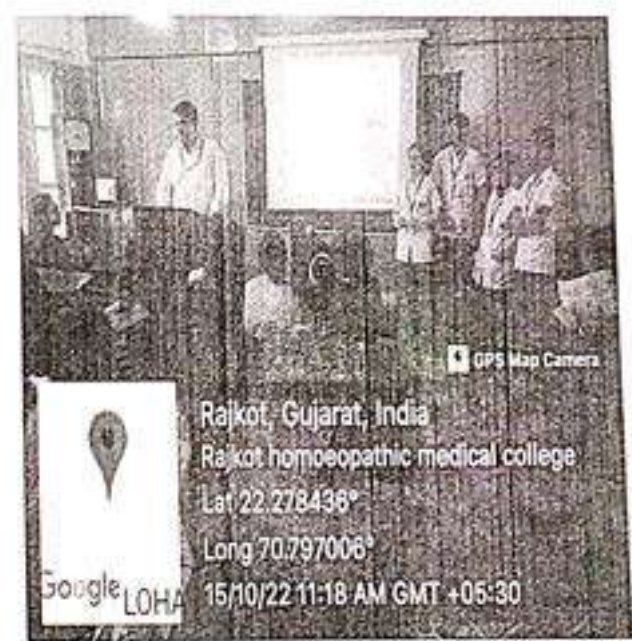 GPS Map Camera
Rajkot, Gujarat, India
Rajkot homoeopathic medical college
Lat 22.278436°
Long 70.797006°
15/10/22 11:18 AM GMT +05:30
Google
LOHA